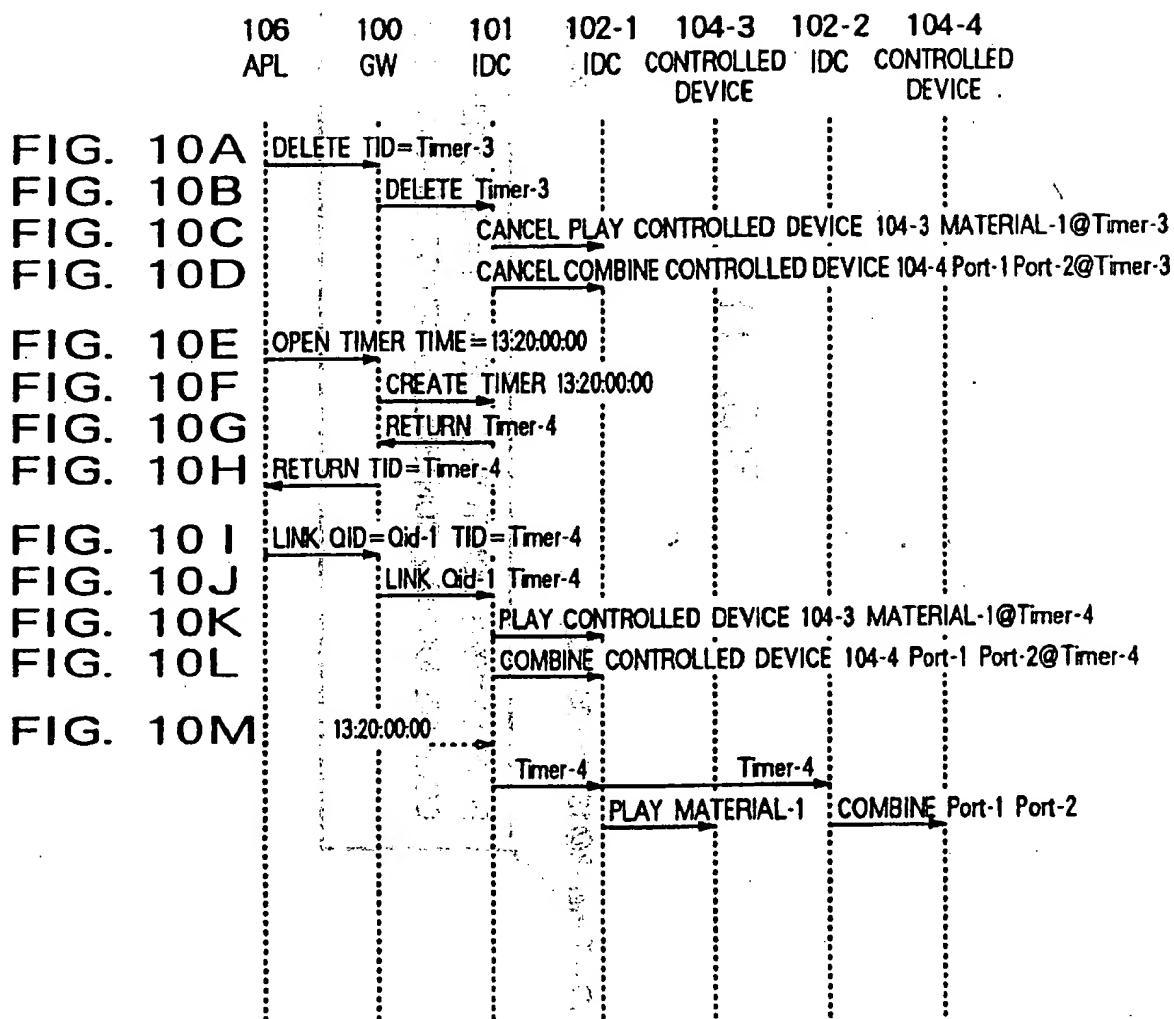 106 100 101 102-1 104-3 102-2 104-4
APL GW IDC IDC CONTROLLED IDC CONTROLLED
DEVICE DEVICE
FIG. 10A DELETE TID=Timer-3
FIG. 10B DELETE Timer-3
FIG. 10C CANCEL PLAY CONTROLLED DEVICE 104-3 MATERIAL-1@Timer-3
FIG. 10D CANCEL COMBINE CONTROLLED DEVICE 104-4 Port-1 Port-2@Timer-3
FIG. 10E OPEN TIMER TIME=13:20:00:00
FIG. 10F CREATE TIMER 13:20:00:00
FIG. 10G RETURN Timer-4
FIG. 10H RETURN TID=Timer-4
FIG. 10I LINK QID=Qid-1 TID=Timer-4
FIG. 10J LINK Qid-1 Timer-4
FIG. 10K PLAY CONTROLLED DEVICE 104-3 MATERIAL-1@Timer-4
FIG. 10L COMBINE CONTROLLED DEVICE 104-4 Port-1 Port-2@Timer-4
FIG. 10M 13:20:00:00
Timer-4 Timer-4
PLAY MATERIAL-1 COMBINE Port-1 Port-2